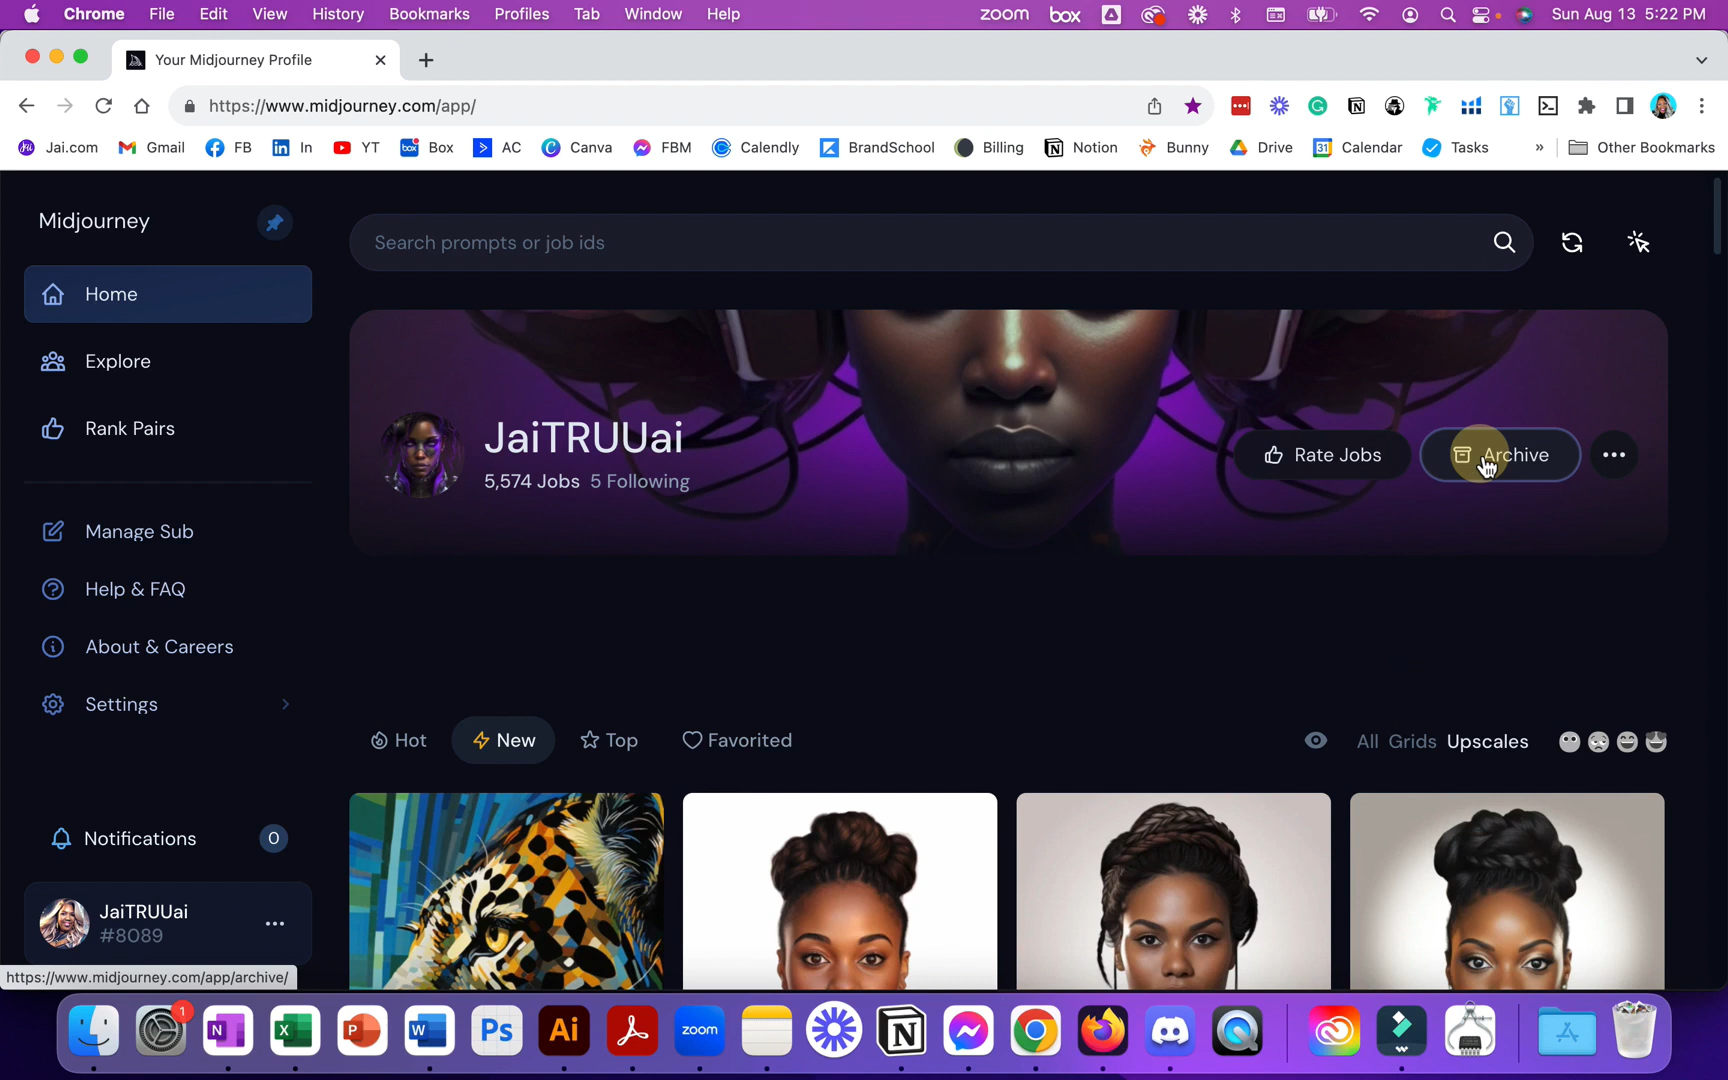 Chrome File Edit View History Bookmarks Profiles Tab Window Help zoom box Sun Aug 13 5:22 PM
Your Midjourney Profile
https://www.midjourney.com/app/
Jai.com Gmail FB In YT Box AC Canva FBM Calendly BrandSchool Billing Notion Bunny Drive Calendar Tasks » Other Bookmarks
Midjourney
Search prompts or job ids
Home
Explore
Rank Pairs
JaiTRUUai
5,574 Jobs 5 Following
Rate Jobs
Archive
Manage Sub
Help & FAQ
About & Careers
Settings
Hot New Top Favorited All Grids Upscales
Notifications 0
JaiTRUUai
#8089
https://www.midjourney.com/app/archive/
1 N X P W Ps Ai zoom N